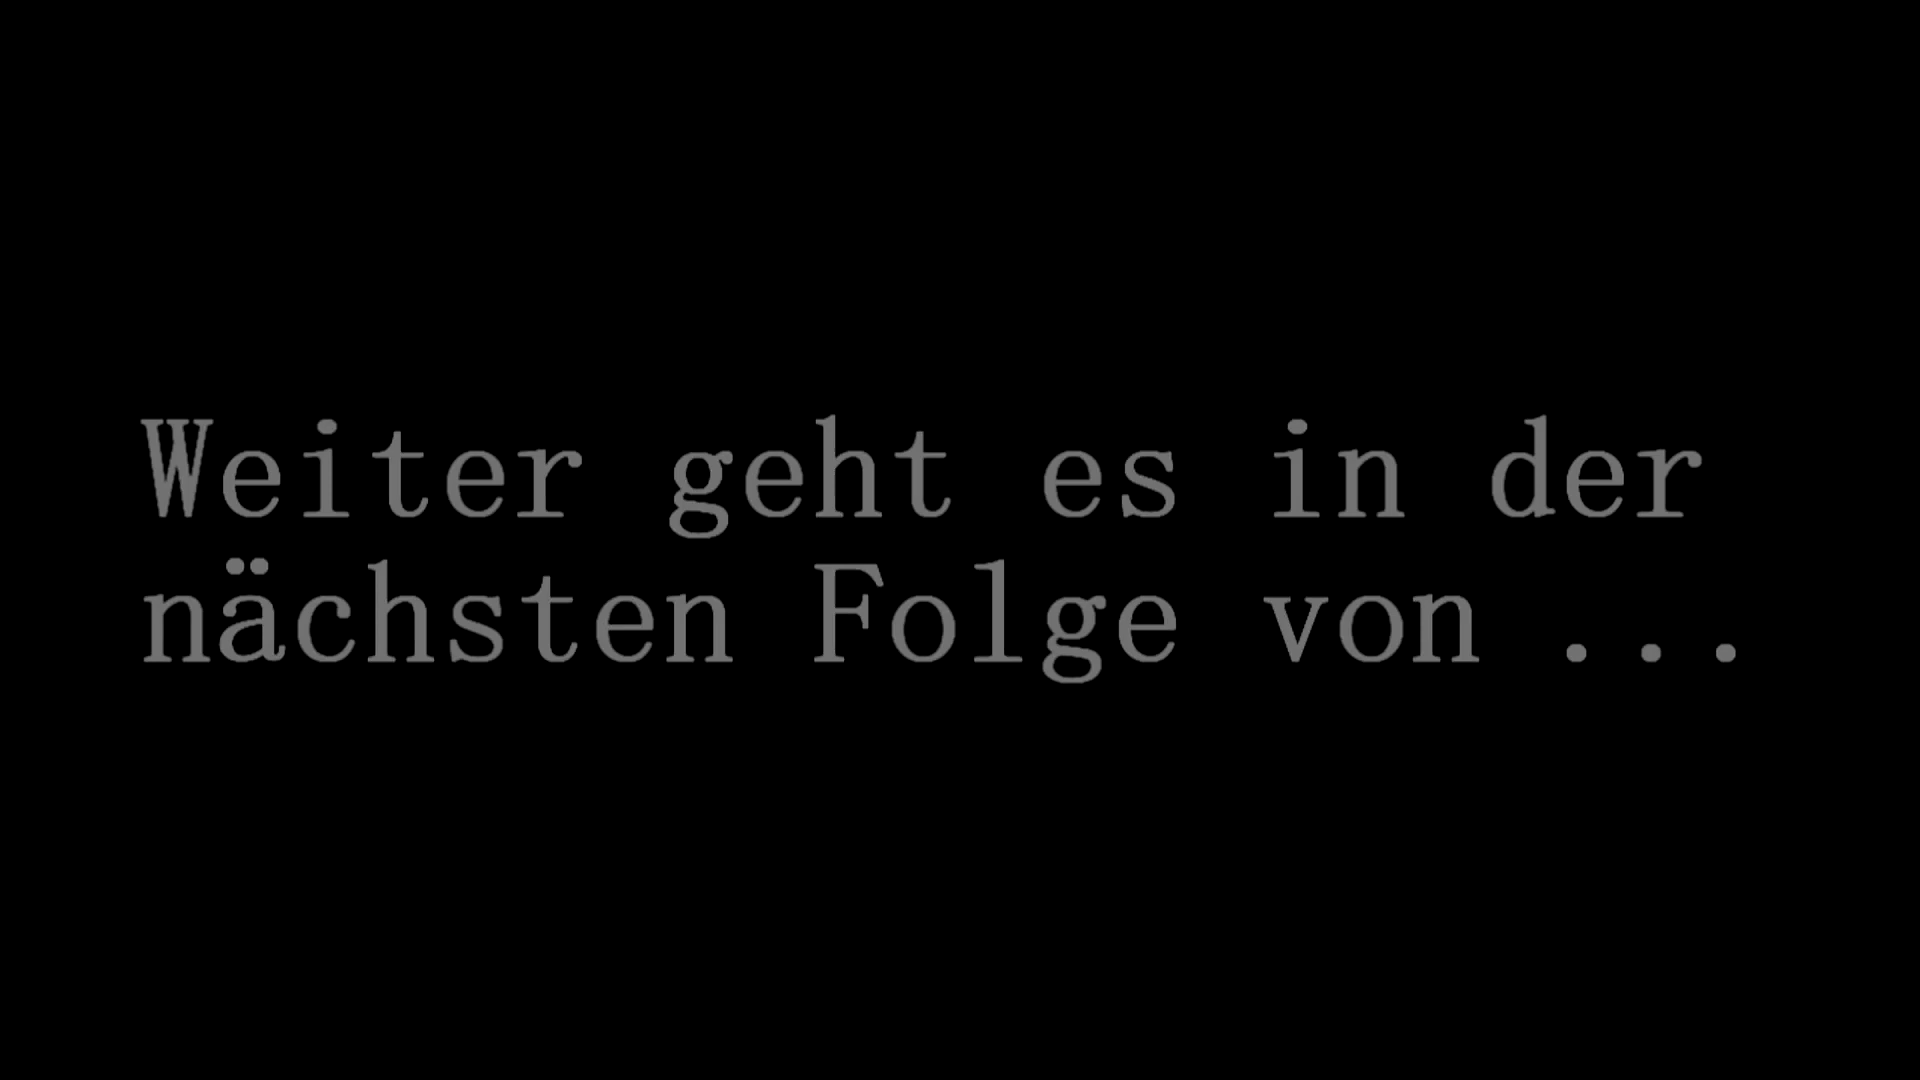 Weiter geht es in der
nächsten Folge von ...